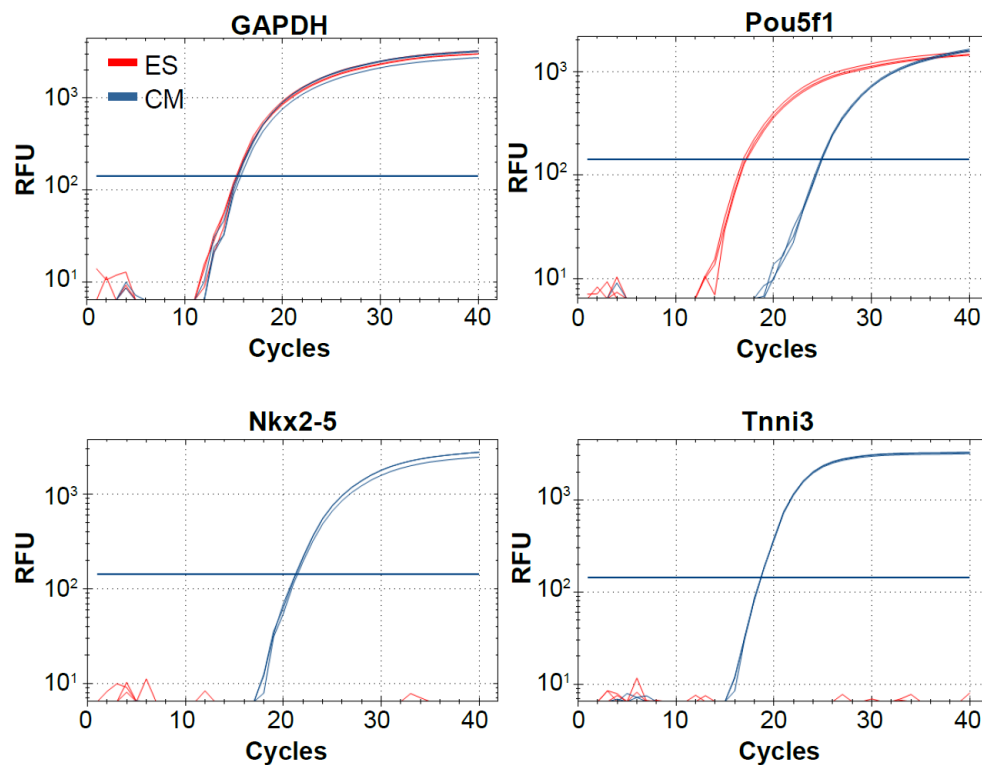 GAPDH
ES
CM
10³
10²
10¹
RFU
0 10 20 30 40
Cycles
Pou5f1
10³
10²
10¹
RFU
0 10 20 30 40
Cycles
Nkx2-5
10³
10²
10¹
RFU
0 10 20 30 40
Cycles
Tnni3
10³
10²
10¹
RFU
0 10 20 30 40
Cycles